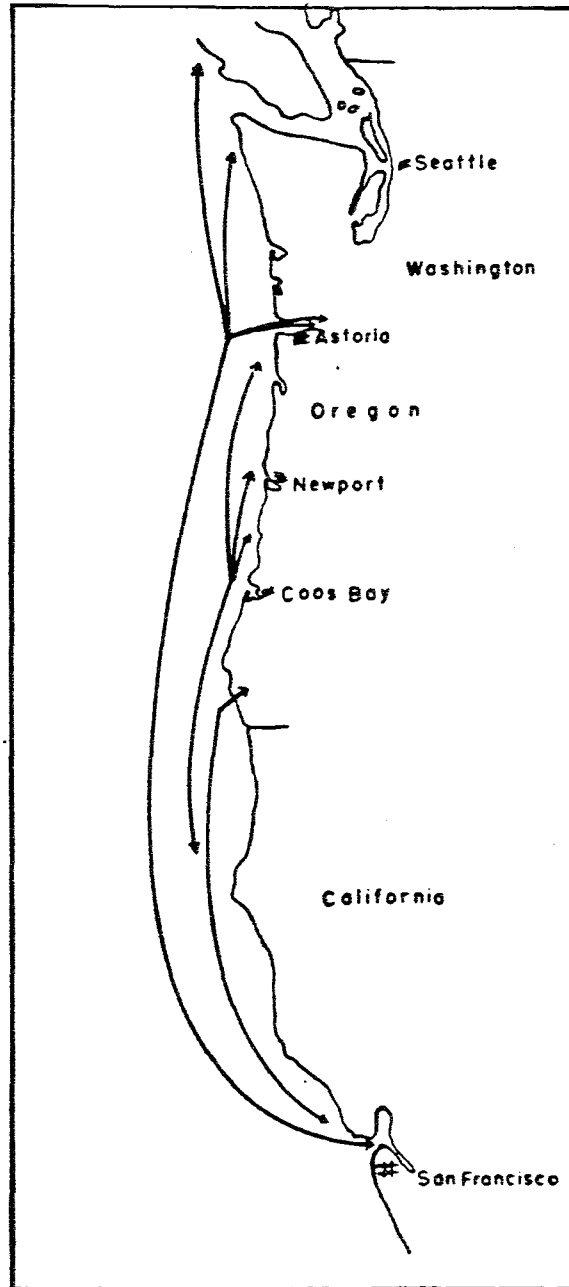 Seattle
Washington
Astoria
Oregon
Newport
Coos Bay
California
San Francisco